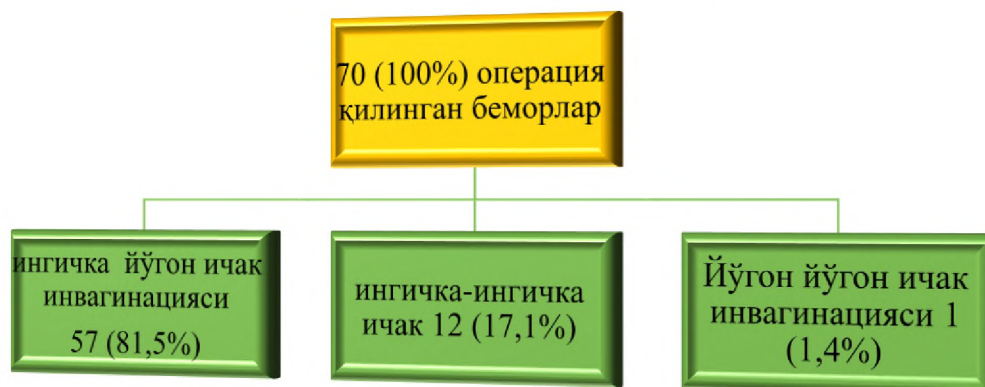 70 (100%) операция
қилинган беморлар
ингичка йўгон ичак
инвагинацияси
57 (81,5%)
ингичка-ингичка
ичак 12 (17,1%)
Йўгон йўгон ичак
инвагинацияси 1
(1,4%)